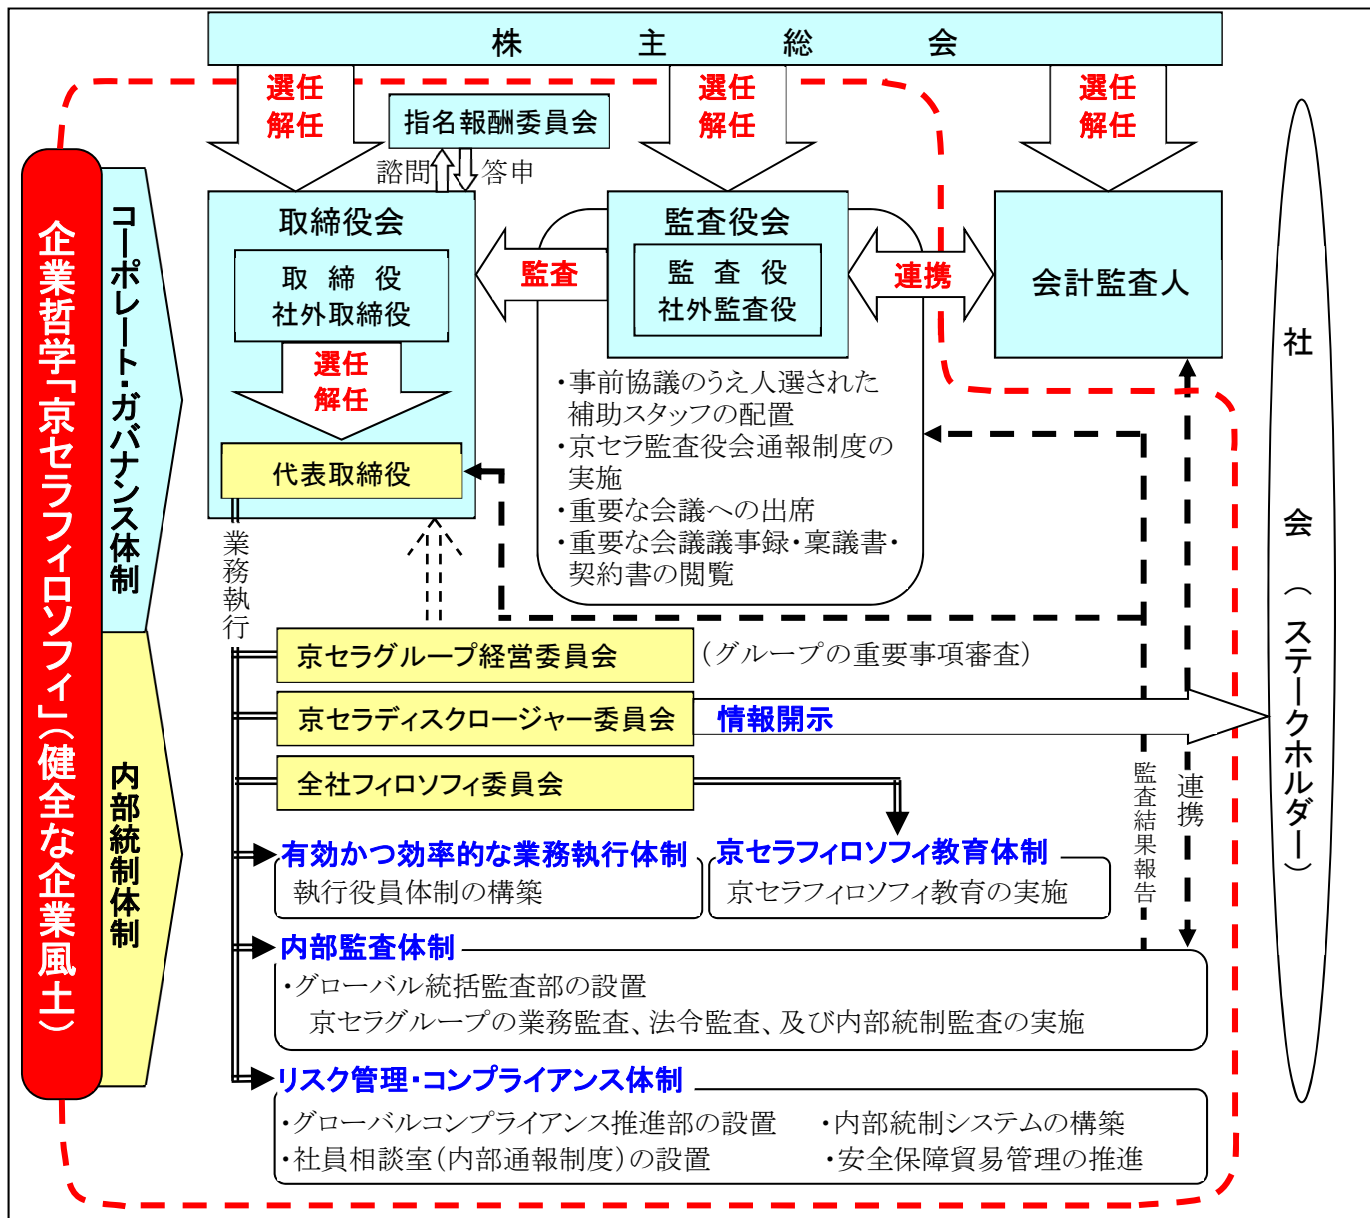 株主総会
選任
解任
選任
解任
選任
解任
指名報酬委員会
諮問
答申
企業哲学「京セラフィロソフィ」(健全な企業風土)
コーポレート・ガバナンス体制
内部統制体制
取締役会
取締役
社外取締役
選任
解任
代表取締役
監査
監査役会
監査役
社外監査役
連携
会計監査人
・事前協議のうえ人選された
補助スタッフの配置
・京セラ監査役会通報制度の
実施
・重要な会議への出席
・重要な会議議事録・稟議書・
契約書の閲覧
社会(ステークホルダー)
業務執行
京セラグループ経営委員会
(グループの重要事項審査)
京セラディスクロージャー委員会
情報開示
全社フィロソフィ委員会
監査結果報告
連携
有効かつ効率的な業務執行体制
執行役員体制の構築
京セラフィロソフィ教育体制
京セラフィロソフィ教育の実施
内部監査体制
・グローバル統括監査部の設置
京セラグループの業務監査、法令監査、及び内部統制監査の実施
リスク管理・コンプライアンス体制
・グローバルコンプライアンス推進部の設置
・内部統制システムの構築
・社員相談室(内部通報制度)の設置
・安全保障貿易管理の推進